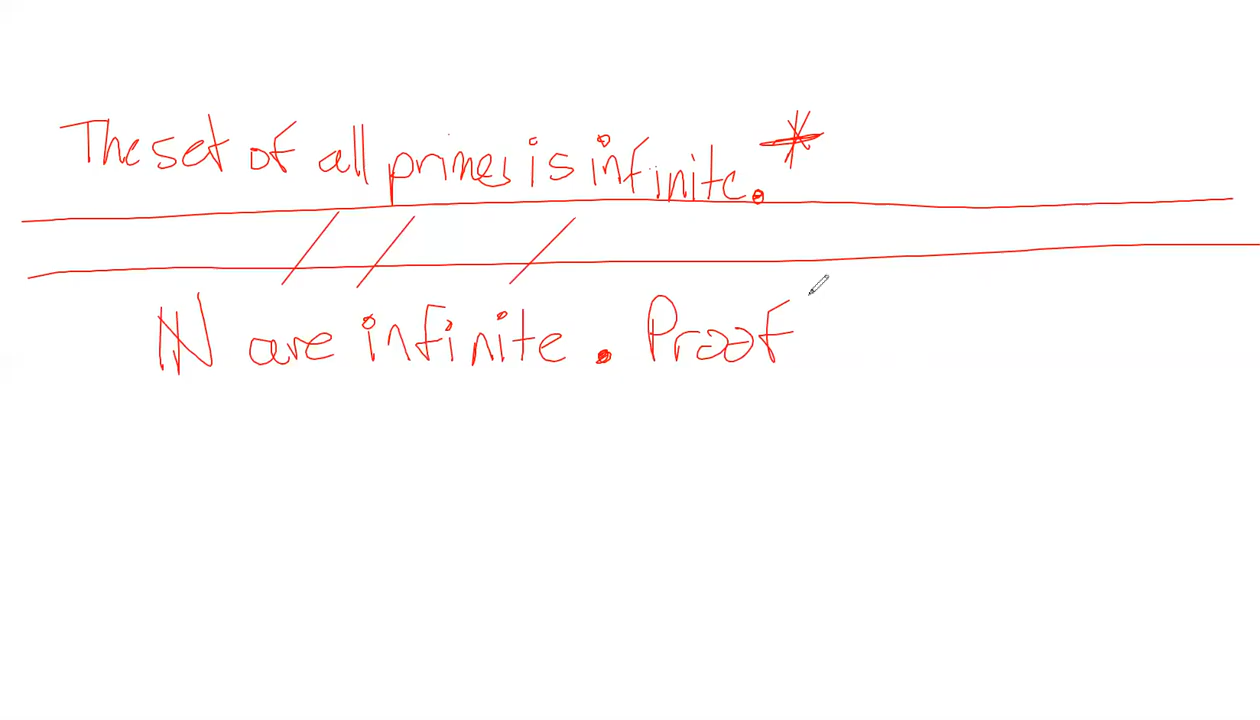 The set of all primes is infinite.*
ℕ are infinite. Proof